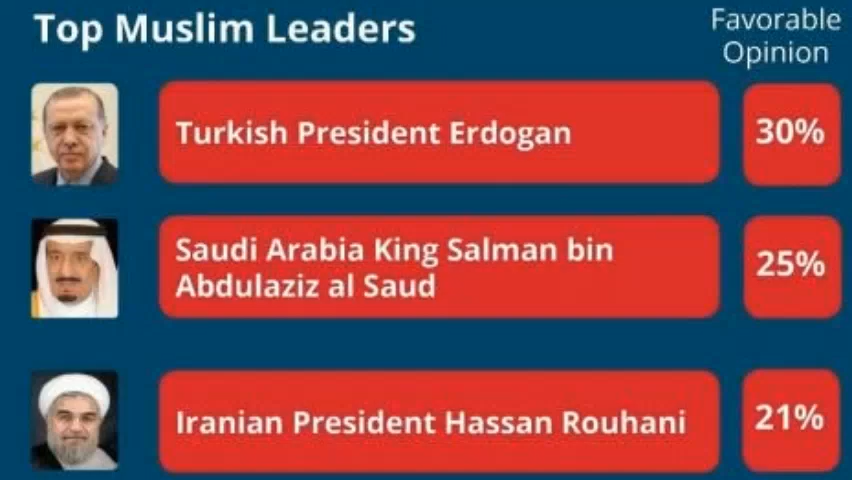 Top Muslim Leaders
Favorable
Opinion
Turkish President Erdogan
30%
Saudi Arabia King Salman bin
Abdulaziz al Saud
25%
Iranian President Hassan Rouhani
21%